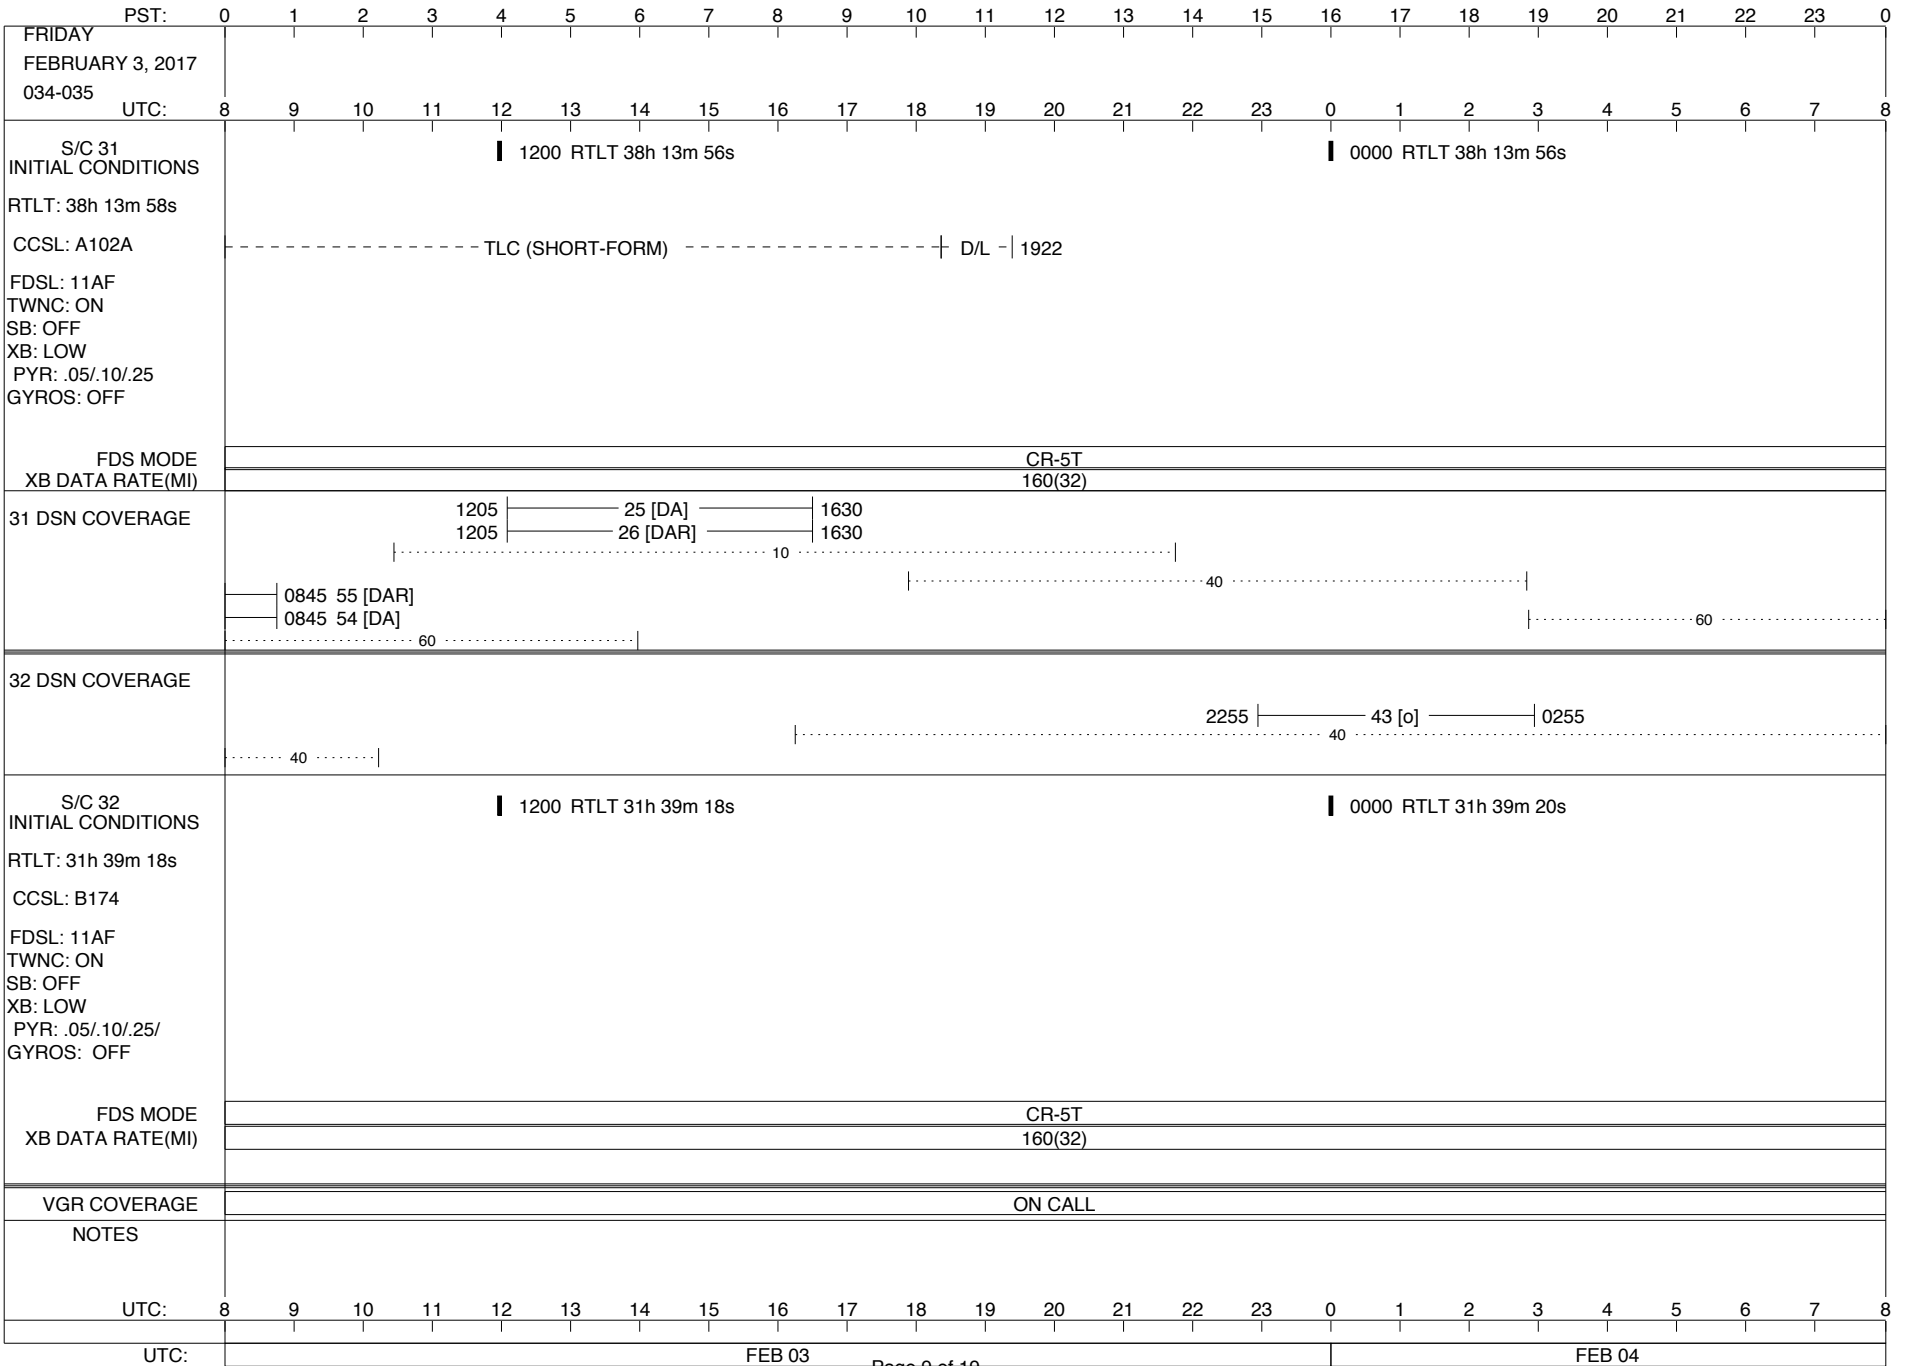 PST: 0 1 2 3 4 5 6 7 8 9 10 11 12 13 14 15 16 17 18 19 20 21 22 23 0
FRIDAY
FEBRUARY 3, 2017
034-035
UTC: 8 9 10 11 12 13 14 15 16 17 18 19 20 21 22 23 0 1 2 3 4 5 6 7 8
S/C 31
INITIAL CONDITIONS
1200 RTLT 38h 13m 56s
0000 RTLT 38h 13m 56s
RTLT: 38h 13m 58s
CCSL: A102A
TLC (SHORT-FORM) D/L 1922
FDSL: 11AF
TWNC: ON
SB: OFF
XB: LOW
PYR: .05/.10/.25
GYROS: OFF
FDS MODE CR-5T
XB DATA RATE(MI) 160(32)
31 DSN COVERAGE
1205 25 [DA] 1630
1205 26 [DAR] 1630
10
40
0845 55 [DAR]
0845 54 [DA]
60
60
32 DSN COVERAGE
2255 43 [o] 0255
40
40
S/C 32
INITIAL CONDITIONS
1200 RTLT 31h 39m 18s
0000 RTLT 31h 39m 20s
RTLT: 31h 39m 18s
CCSL: B174
FDSL: 11AF
TWNC: ON
SB: OFF
XB: LOW
PYR: .05/.10/.25/
GYROS: OFF
FDS MODE CR-5T
XB DATA RATE(MI) 160(32)
VGR COVERAGE ON CALL
NOTES
UTC: 8 9 10 11 12 13 14 15 16 17 18 19 20 21 22 23 0 1 2 3 4 5 6 7 8
UTC: FEB 03 FEB 04